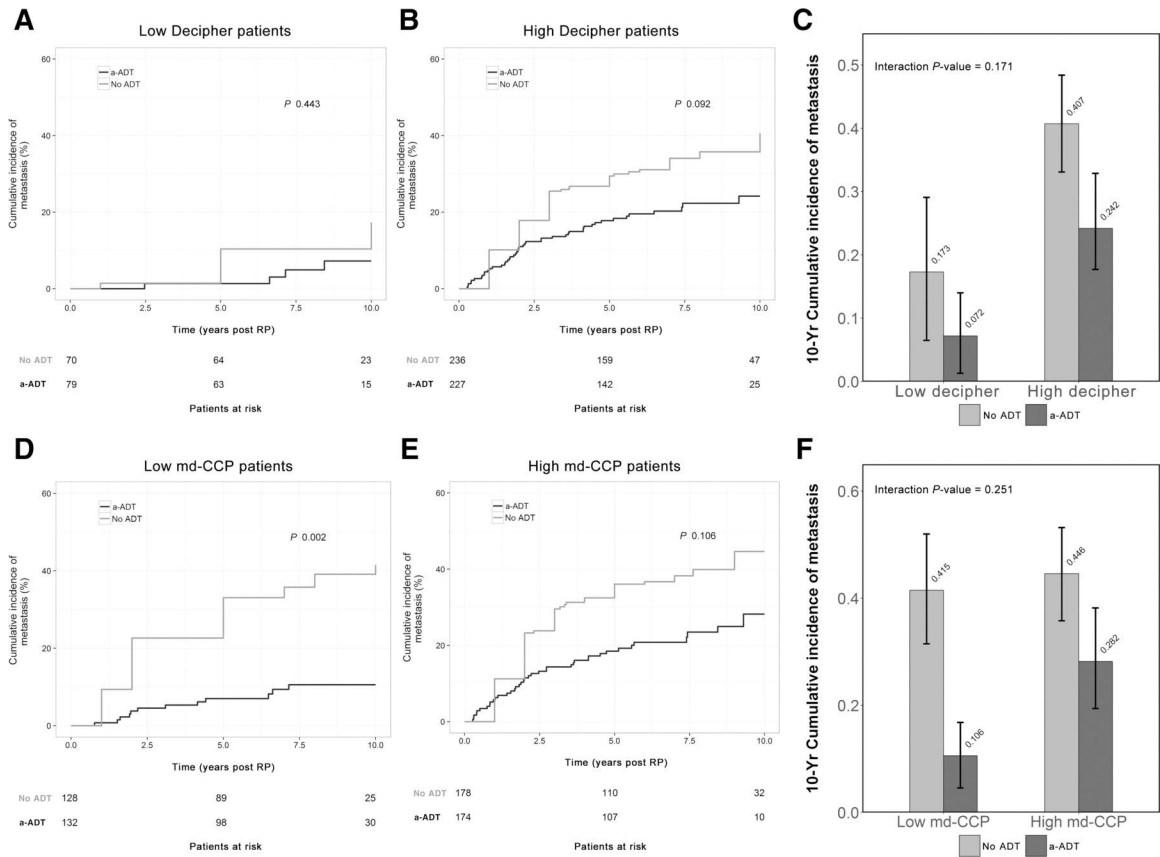 A
Low Decipher patients
60
40
20
0
Cumulative incidence of
metastasis (%)
a-ADT
No ADT
P 0.443
0.0 2.5 5.0 7.5 10.0
Time (years post RP)
No ADT 70 64 23
a-ADT 79 63 15
Patients at risk
B
High Decipher patients
60
40
20
0
Cumulative incidence of
metastasis (%)
a-ADT
No ADT
P 0.092
0.0 2.5 5.0 7.5 10.0
Time (years post RP)
No ADT 236 159 47
a-ADT 227 142 25
Patients at risk
C
Interaction P-value = 0.171
10-Yr Cumulative incidence of metastasis
0.5
0.4
0.3
0.2
0.1
0.0
0.173
0.072
0.407
0.242
Low decipher High decipher
No ADT a-ADT
D
Low md-CCP patients
60
40
20
0
Cumulative incidence of
metastasis (%)
a-ADT
No ADT
P 0.002
0.0 2.5 5.0 7.5 10.0
Time (years post RP)
No ADT 128 89 25
a-ADT 132 98 30
Patients at risk
E
High md-CCP patients
60
40
20
0
Cumulative incidence of
metastasis (%)
a-ADT
No ADT
P 0.106
0.0 2.5 5.0 7.5 10.0
Time (years post RP)
No ADT 178 110 32
a-ADT 174 107 10
Patients at risk
F
Interaction P-value = 0.251
10-Yr Cumulative incidence of metastasis
0.6
0.4
0.2
0.0
0.415
0.106
0.446
0.282
Low md-CCP High md-CCP
No ADT a-ADT